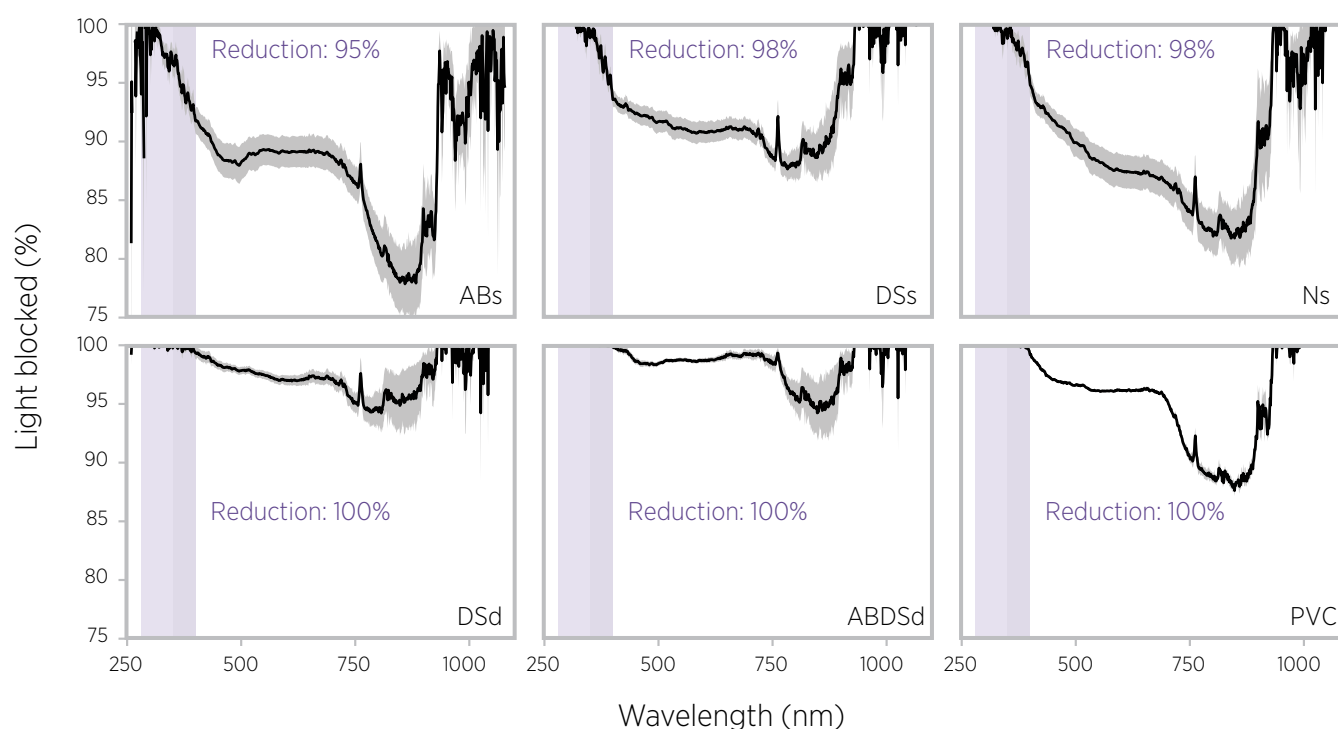 Light blocked (%)
100
95
90
85
80
75
Reduction: 95%
ABs
Reduction: 98%
DSs
Reduction: 98%
Ns
100
95
90
85
80
75
Reduction: 100%
DSd
Reduction: 100%
ABDSd
Reduction: 100%
PVC
250 500 750 1000 250 500 750 1000 250 500 750 1000
Wavelength (nm)